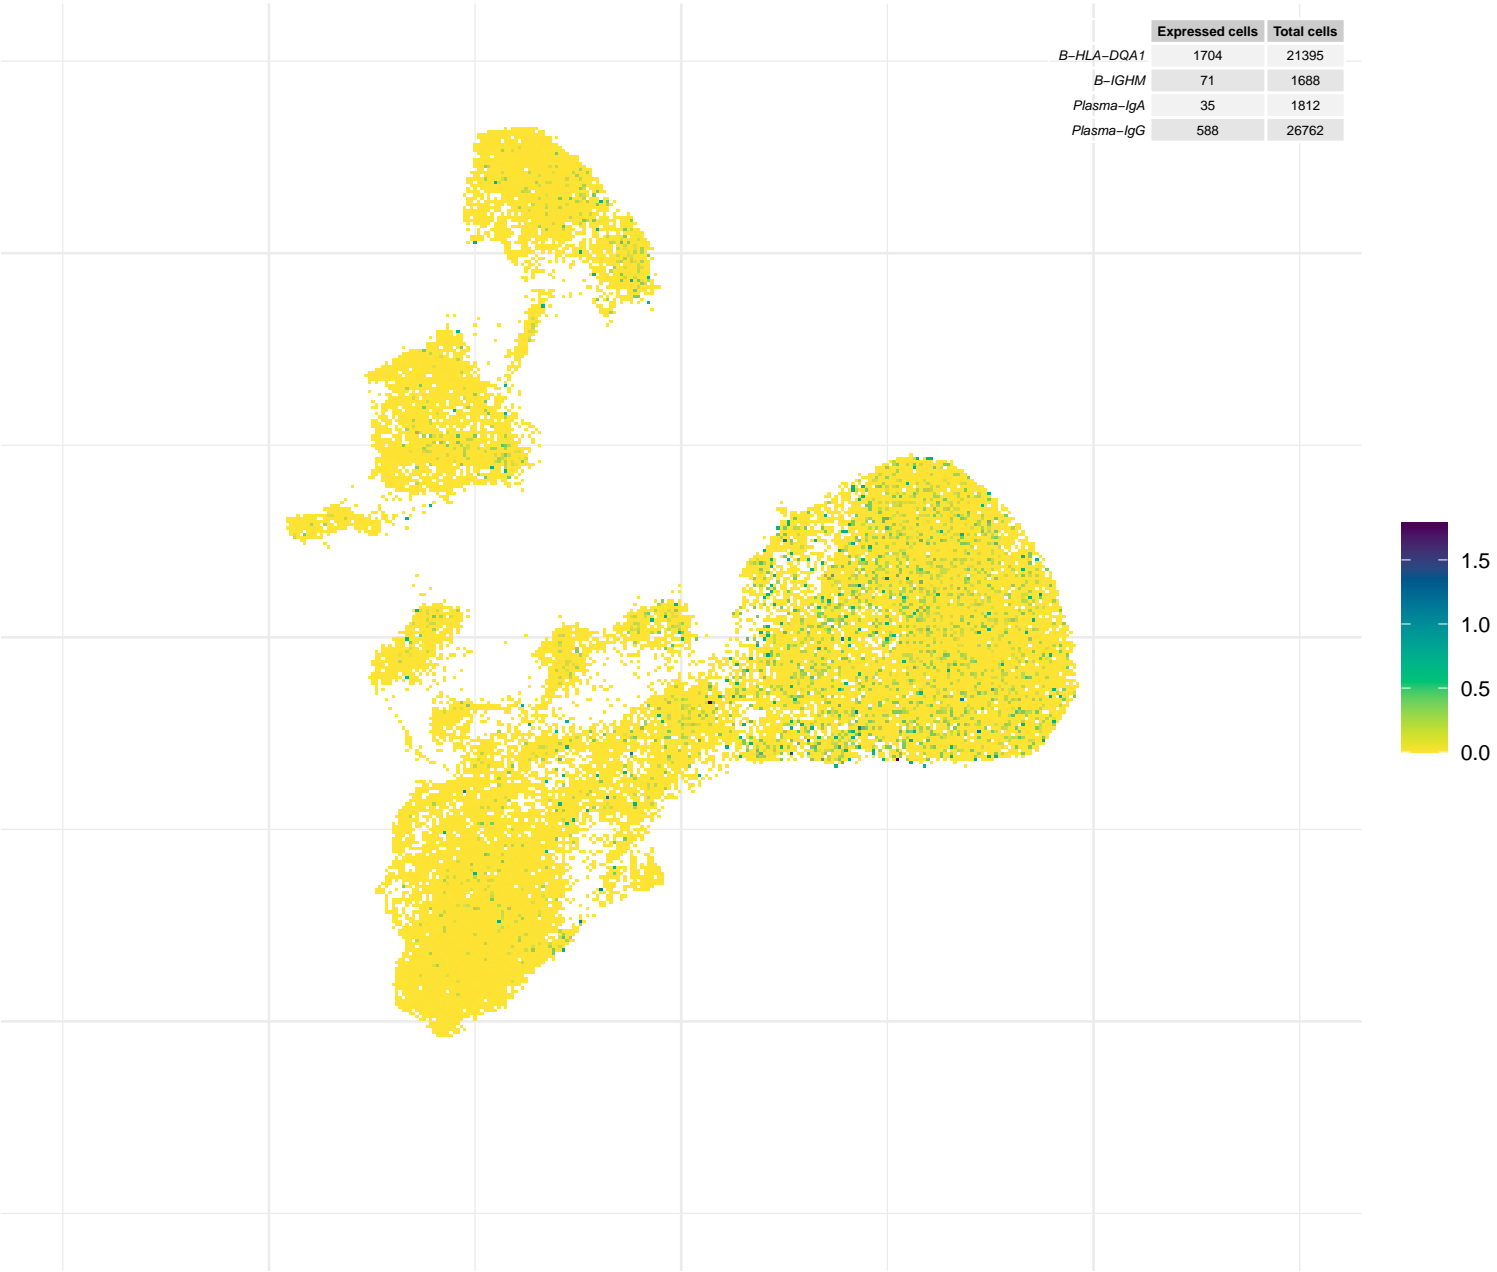 Expressed cells Total cells
B−HLA−DQA1 1704 21395
B−IGHM 71 1688
Plasma−IgA 35 1812
Plasma−IgG 588 26762
1.5
1.0
0.5
0.0